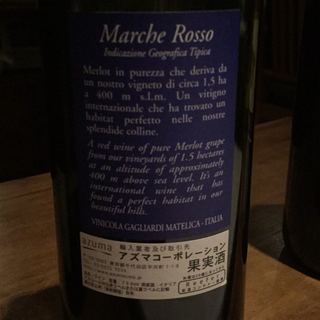 Marche Rosso
Indicazione Geografica Tipica
Merlot in purezza che deriva da
un nostro vigneto di circa 1.5 ha
a 400 m s.l.m. Un vitigno
internazionale che ha trovato un
habitat perfetto nelle nostre
splendide colline.
A red wine of pure Merlot grape
from our vineyards of 1.5 hectares
at an altitude of approximately
400 m above sea level. It's an
international wine that has
found a perfect habitat in our
beautiful hills.
VINICOLA GAGLIARDI MATELICA - ITALIA
azuma
輸入業者及び取引先
アズマコーポレーション
果実酒